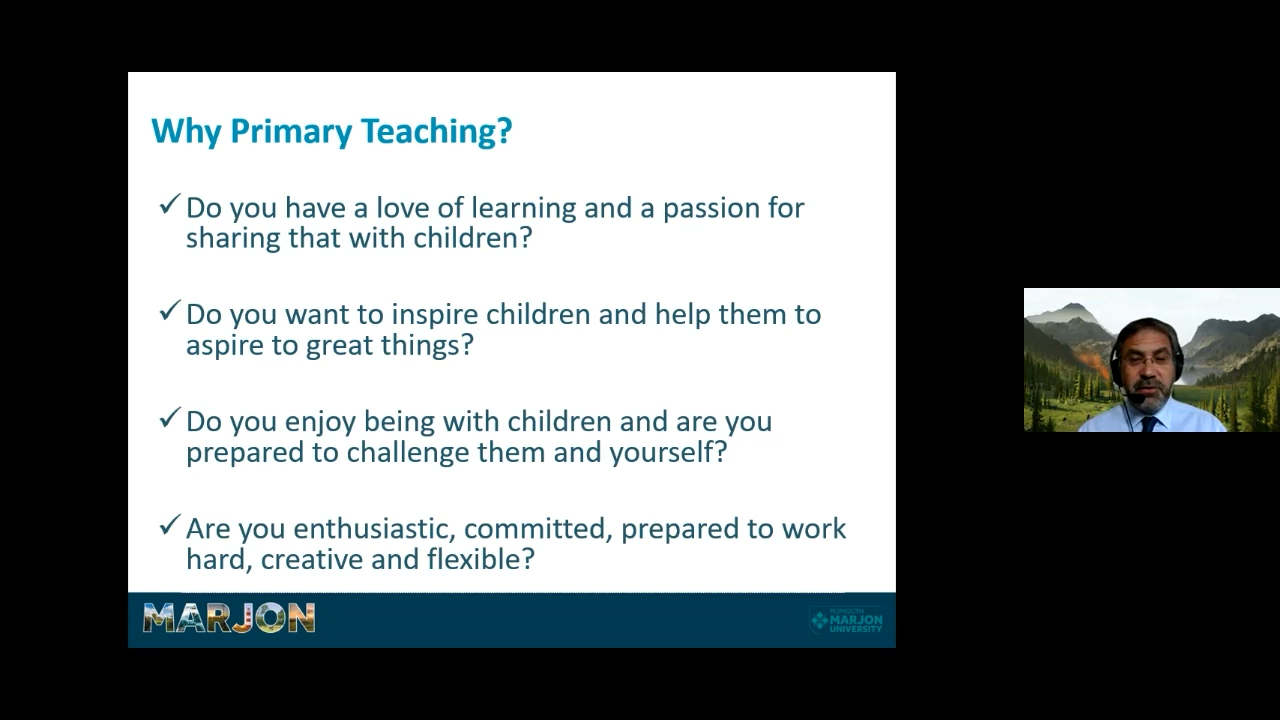 Why Primary Teaching?
✓ Do you have a love of learning and a passion for
sharing that with children?
✓ Do you want to inspire children and help them to
aspire to great things?
✓ Do you enjoy being with children and are you
prepared to challenge them and yourself?
✓ Are you enthusiastic, committed, prepared to work
hard, creative and flexible?
MARJON
PLYMOUTH
MARJON
UNIVERSITY